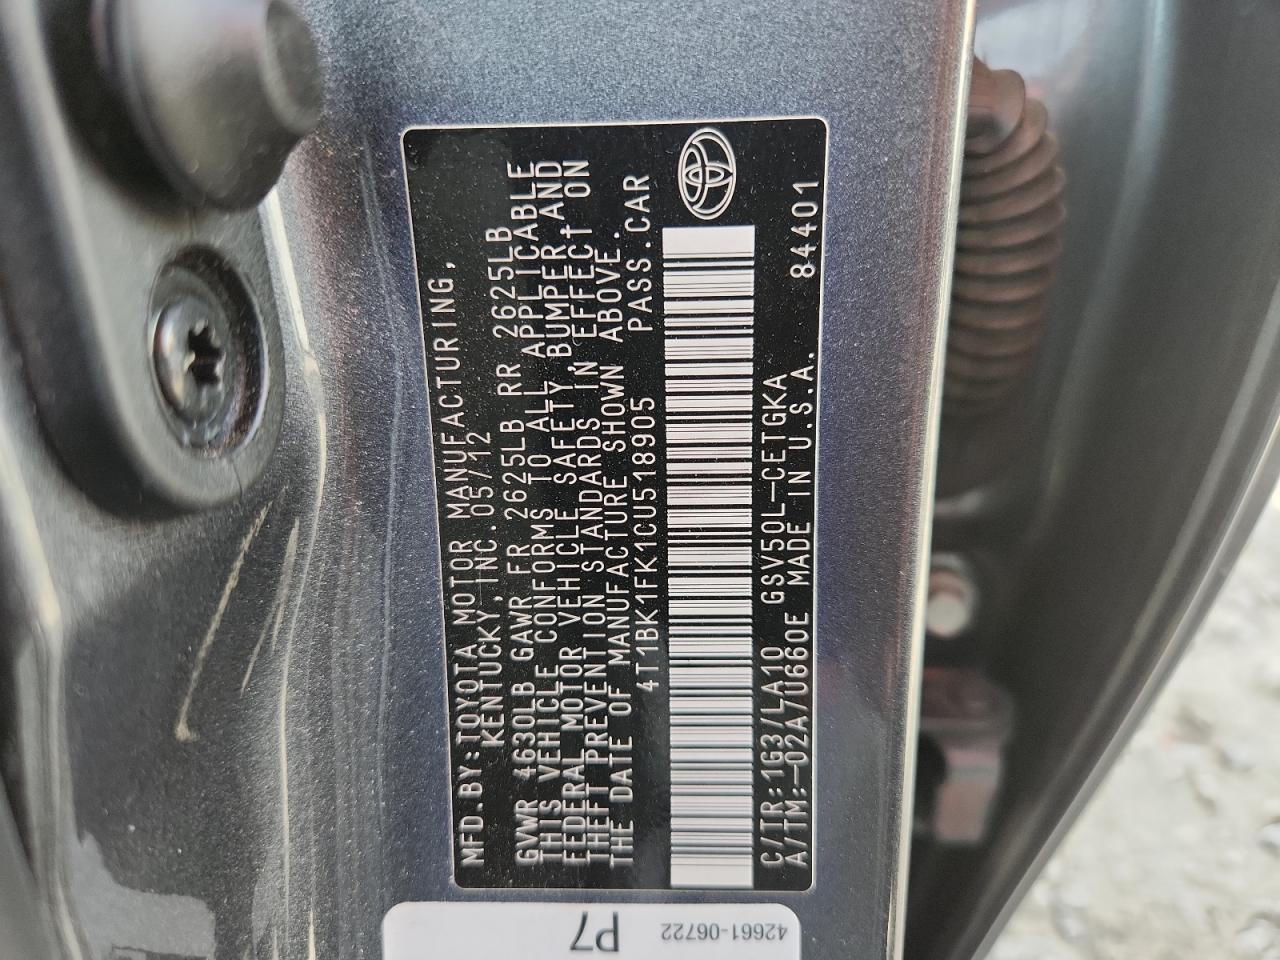 MFD.BY:TOYOTA MOTOR MANUFACTURING,
KENTUCKY,INC.05/12
GVWR 4630LB GAWR FR 2625LB RR 2625LB
THIS VEHICLE CONFORMS TO ALL APPLICABLE
FEDERAL MOTOR VEHICLE SAFETY,BUMPER,AND
THEFT PREVENTION STANDARDS IN EFFECT ON
THE DATE OF MANUFACTURE SHOWN ABOVE.
4T1BK1FK1CU518905 PASS.CAR
C/TR:1G3/LA10 GSV50L-CETGKA
A/TM:-02A/U660E MADE IN U.S.A. 84401
P7
42661-06722